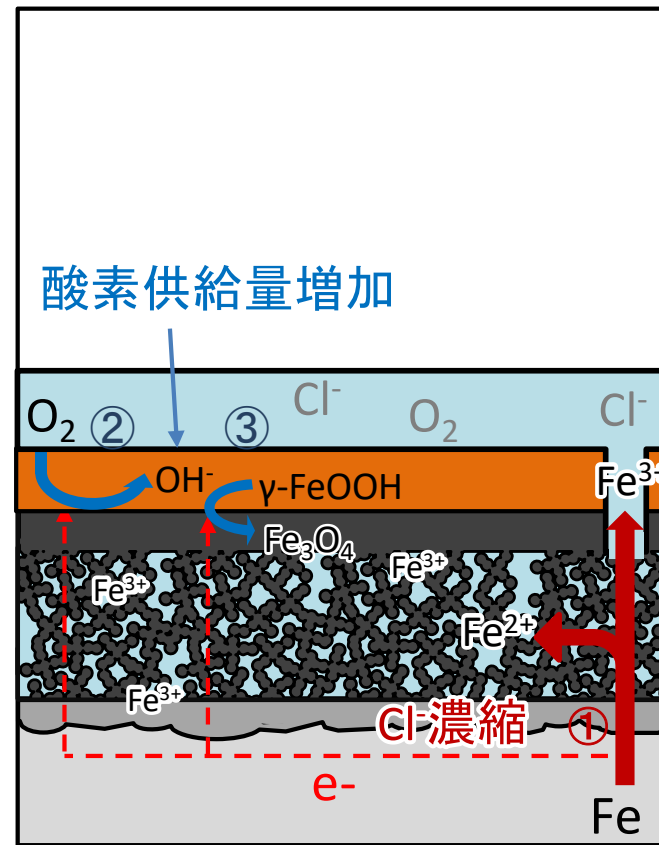 酸素供給量増加
Cl⁻
Cl⁻
O₂
②
③
O₂
OH⁻
γ-FeOOH
Fe³⁺
Fe₃O₄
Fe³⁺
Fe³⁺
Fe²⁺
Fe³⁺
Cl⁻濃縮
①
e-
Fe